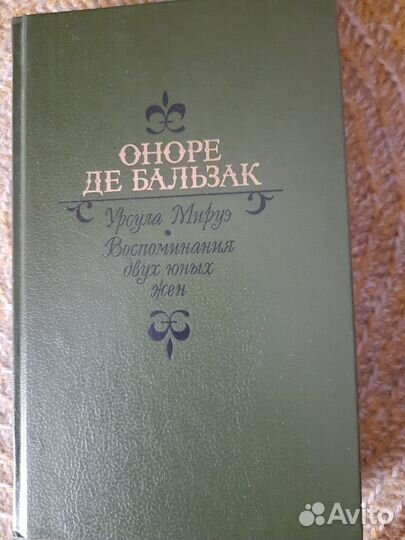 ОНОРЕ
ДЕ БАЛЬЗАК
Урсула Мируэ
Воспоминания
двух юных
жен
Avito